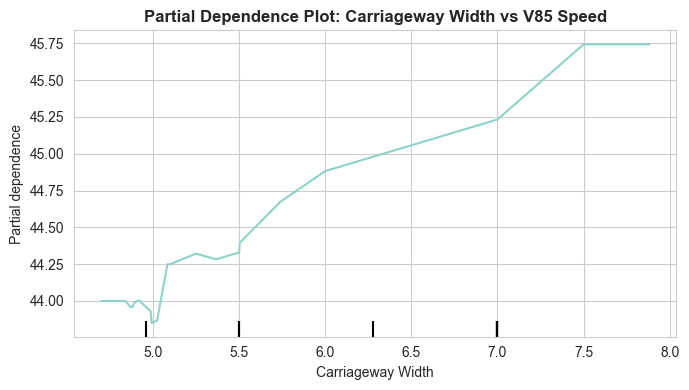 Partial Dependence Plot: Carriageway Width vs V85 Speed
Partial dependence
45.75
45.50
45.25
45.00
44.75
44.50
44.25
44.00
5.0 5.5 6.0 6.5 7.0 7.5 8.0
Carriageway Width